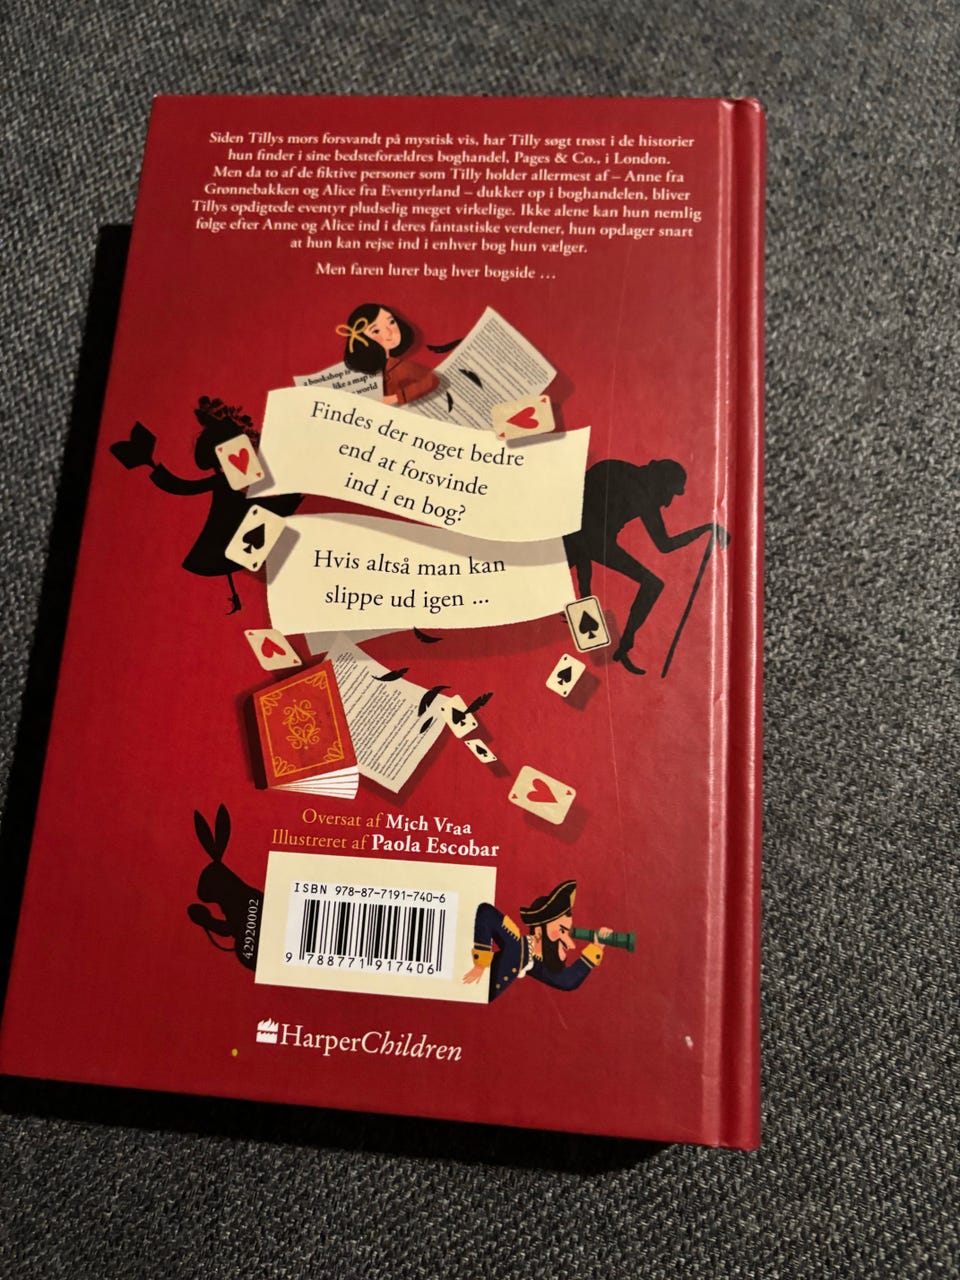 Siden Tillys mors forsvandt på mystisk vis, har Tilly søgt trøst i de historier
hun finder i sine bedsteforældres boghandel, Pages & Co., i London.
Men da to af de fiktive personer som Tilly holder allermest af – Anne fra
Grønnebakken og Alice fra Eventyrland – dukker op i boghandelen, bliver
Tillys opdigtede eventyr pludselig meget virkelige. Ikke alene kan hun nemlig
følge efter Anne og Alice ind i deres fantastiske verdener, hun opdager snart
at hun kan rejse ind i enhver bog hun vælger.
Men faren lurer bag hver bogside ...
a bookshop is
like a map of
world
Findes der noget bedre
end at forsvinde
ind i en bog?
Hvis altså man kan
slippe ud igen ...
Oversat af Mich Vraa
Illustreret af Paola Escobar
ISBN 978-87-7191-740-6
9 788771 917406
42920002
HarperChildren